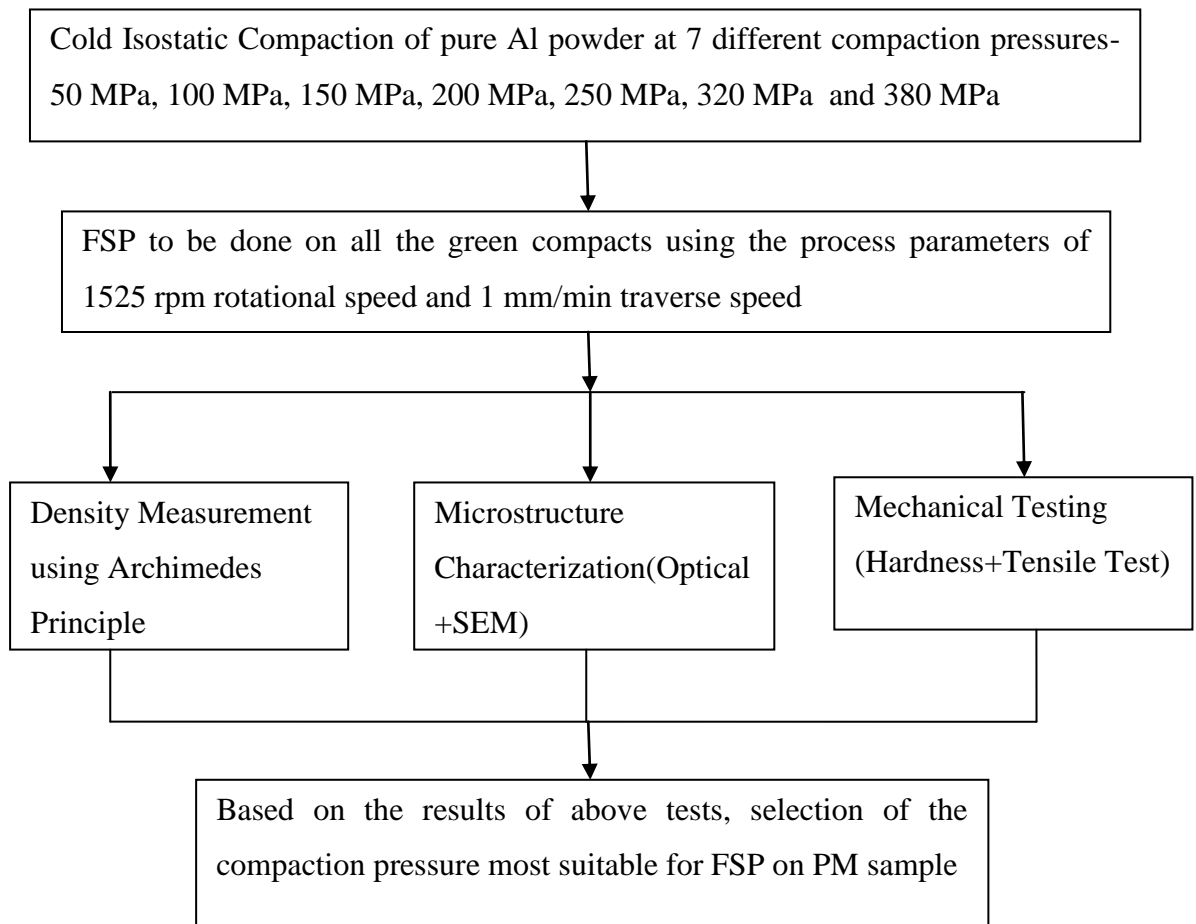 Cold Isostatic Compaction of pure Al powder at 7 different compaction pressures-
50 MPa, 100 MPa, 150 MPa, 200 MPa, 250 MPa, 320 MPa and 380 MPa
FSP to be done on all the green compacts using the process parameters of
1525 rpm rotational speed and 1 mm/min traverse speed
Density Measurement
using Archimedes
Principle
Microstructure
Characterization(Optical
+SEM)
Mechanical Testing
(Hardness+Tensile Test)
Based on the results of above tests, selection of the
compaction pressure most suitable for FSP on PM sample